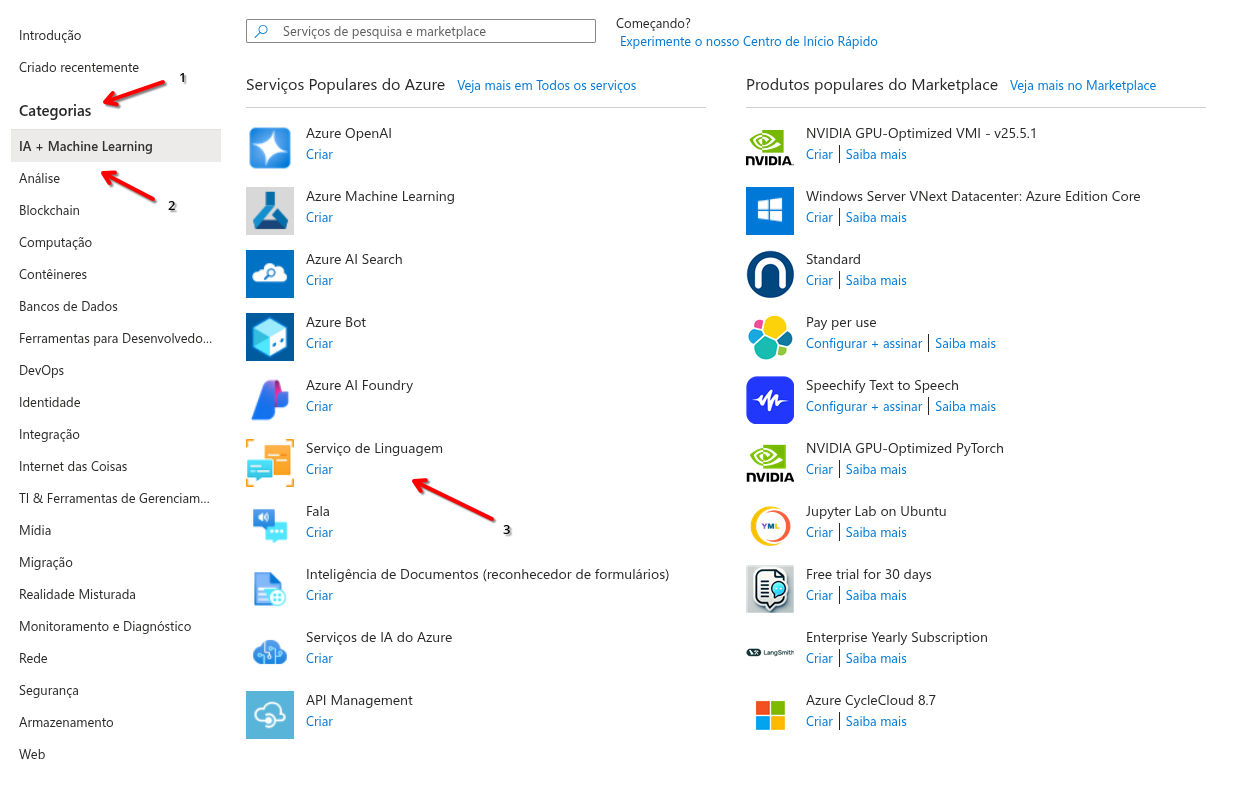 Introdução
Criado recentemente
1
Categorias
IA + Machine Learning
Análise
2
Blockchain
Computação
Contêineres
Bancos de Dados
Ferramentas para Desenvolvedo...
DevOps
Identidade
Integração
Internet das Coisas
TI & Ferramentas de Gerenciam...
Mídia
Migração
Realidade Misturada
Monitoramento e Diagnóstico
Rede
Segurança
Armazenamento
Web
Serviços de pesquisa e marketplace
Começando?
Experimente o nosso Centro de Início Rápido
Serviços Populares do Azure Veja mais em Todos os serviços
Azure OpenAI
Criar
Azure Machine Learning
Criar
Azure AI Search
Criar
Azure Bot
Criar
Azure AI Foundry
Criar
Serviço de Linguagem
Criar
3
Fala
Criar
Inteligência de Documentos (reconhecedor de formulários)
Criar
Serviços de IA do Azure
Criar
API Management
Criar
Produtos populares do Marketplace Veja mais no Marketplace
NVIDIA
NVIDIA GPU-Optimized VMI - v25.5.1
Criar | Saiba mais
Windows Server VNext Datacenter: Azure Edition Core
Criar | Saiba mais
Standard
Criar | Saiba mais
Pay per use
Configurar + assinar | Saiba mais
Speechify Text to Speech
Configurar + assinar | Saiba mais
NVIDIA
NVIDIA GPU-Optimized PyTorch
Criar | Saiba mais
YML
Jupyter Lab on Ubuntu
Criar | Saiba mais
Free trial for 30 days
Criar | Saiba mais
LangSmith
Enterprise Yearly Subscription
Criar | Saiba mais
Azure CycleCloud 8.7
Criar | Saiba mais